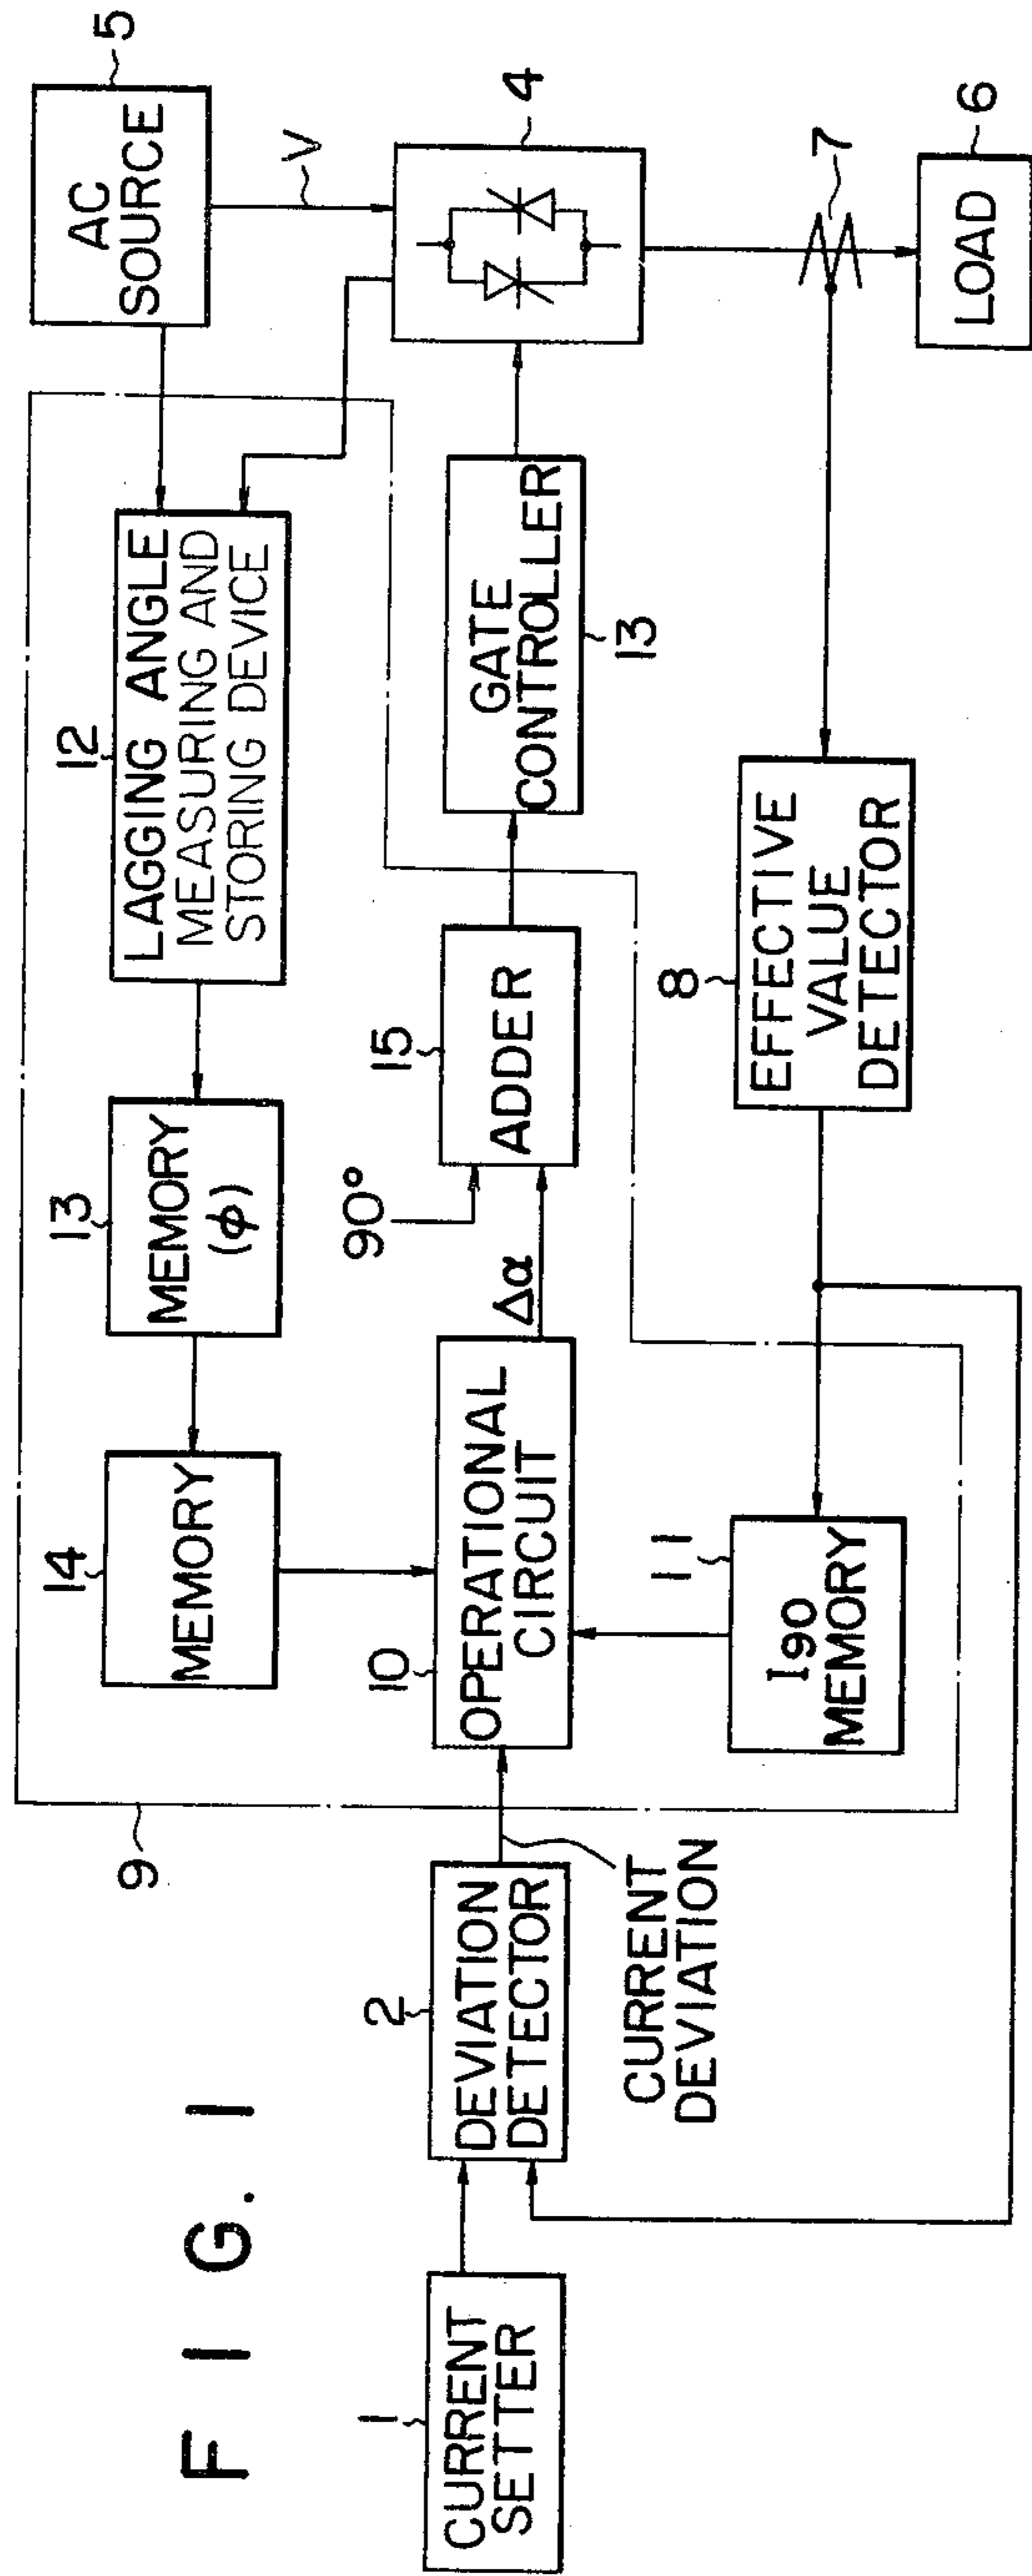 FIG. 1
1
CURRENT
SETTER
2
DEVIATION
DETECTOR
CURRENT
DEVIATION
9
14
MEMORY
13
MEMORY
(ϕ)
12
LAGGING ANGLE
MEASURING AND
STORING DEVICE
5
AC
SOURCE
V
4
10
OPERATIONAL
CIRCUIT
Δα
90°
15
ADDER
GATE
CONTROLLER
13
11
I90
MEMORY
8
EFFECTIVE
VALUE
DETECTOR
7
6
LOAD